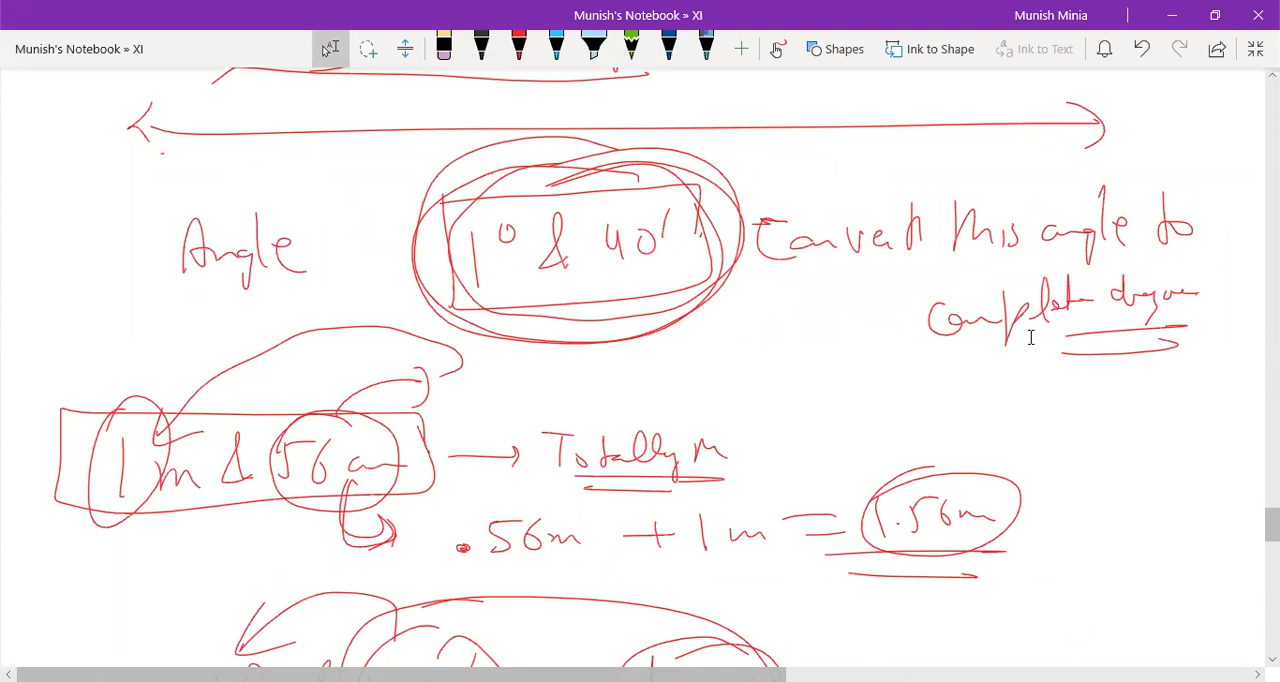 Munish's Notebook » XI
Munish Minia
Munish's Notebook » XI
Shapes
Ink to Shape
Ink to Text
Angle
1° & 40'
Convert this angle to
complete degree
1m & 56cm
Totally m
.56m + 1m = 1.56m